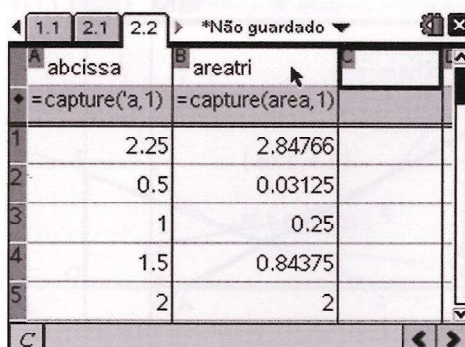 1.1 2.1 2.2 *Não guardado
A abcissa B areatri C
=capture('a,1) =capture(area,1)
1 2.25 2.84766
2 0.5 0.03125
3 1 0.25
4 1.5 0.84375
5 2 2
C